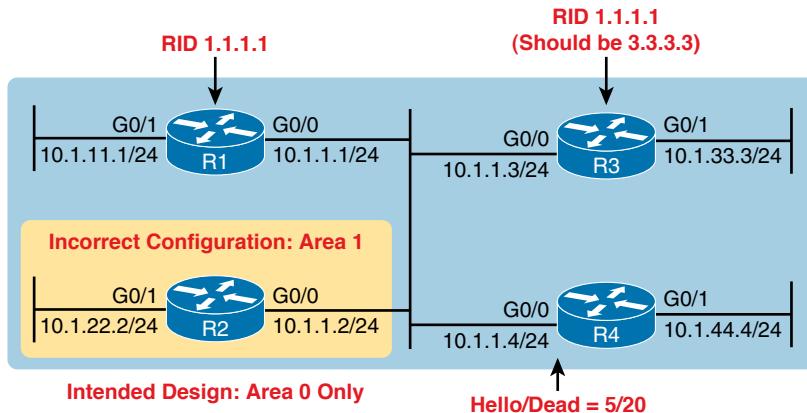 RID 1.1.1.1
RID 1.1.1.1
(Should be 3.3.3.3)
G0/1
G0/0
10.1.11.1/24
R1
10.1.1.1/24
G0/0
G0/1
10.1.1.3/24
R3
10.1.33.3/24
Incorrect Configuration: Area 1
G0/1
G0/0
10.1.22.2/24
R2
10.1.1.2/24
G0/0
G0/1
10.1.1.4/24
R4
10.1.44.4/24
Intended Design: Area 0 Only
Hello/Dead = 5/20